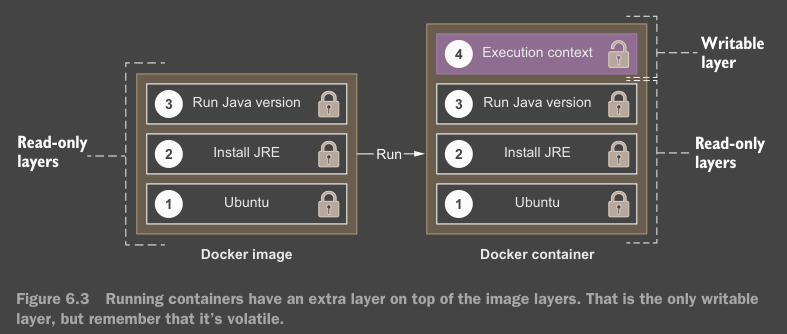 4 Execution context
Writable
layer
3 Run Java version
3 Run Java version
Read-only
layers
2 Install JRE
Run
2 Install JRE
Read-only
layers
1 Ubuntu
1 Ubuntu
Docker image
Docker container
Figure 6.3 Running containers have an extra layer on top of the image layers. That is the only writable
layer, but remember that it’s volatile.